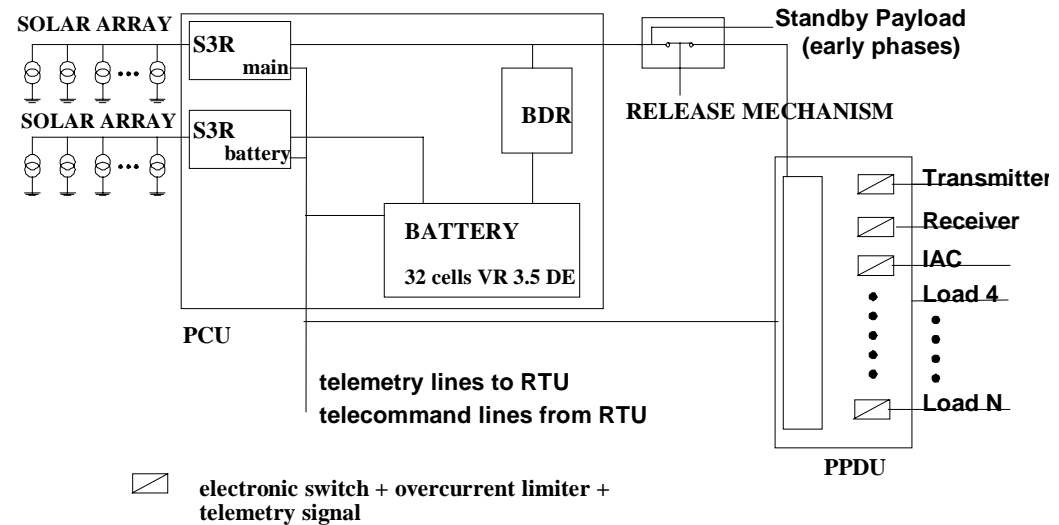 SOLAR ARRAY
S3R
main
SOLAR ARRAY
S3R
battery
BDR
BATTERY
32 cells VR 3.5 DE
PCU
Standby Payload
(early phases)
RELEASE MECHANISM
Transmitter
Receiver
IAC
Load 4
Load N
PPDU
telemetry lines to RTU
telecommand lines from RTU
electronic switch + overcurrent limiter +
telemetry signal